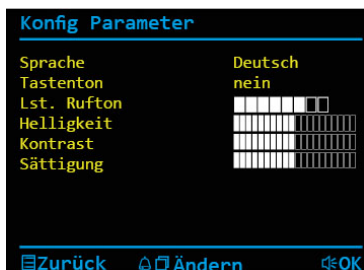 Konfig Parameter
Sprache Deutsch
Tastenton nein
Lst. Rufton
Helligkeit
Kontrast
Sättigung
Zurück Ändern OK